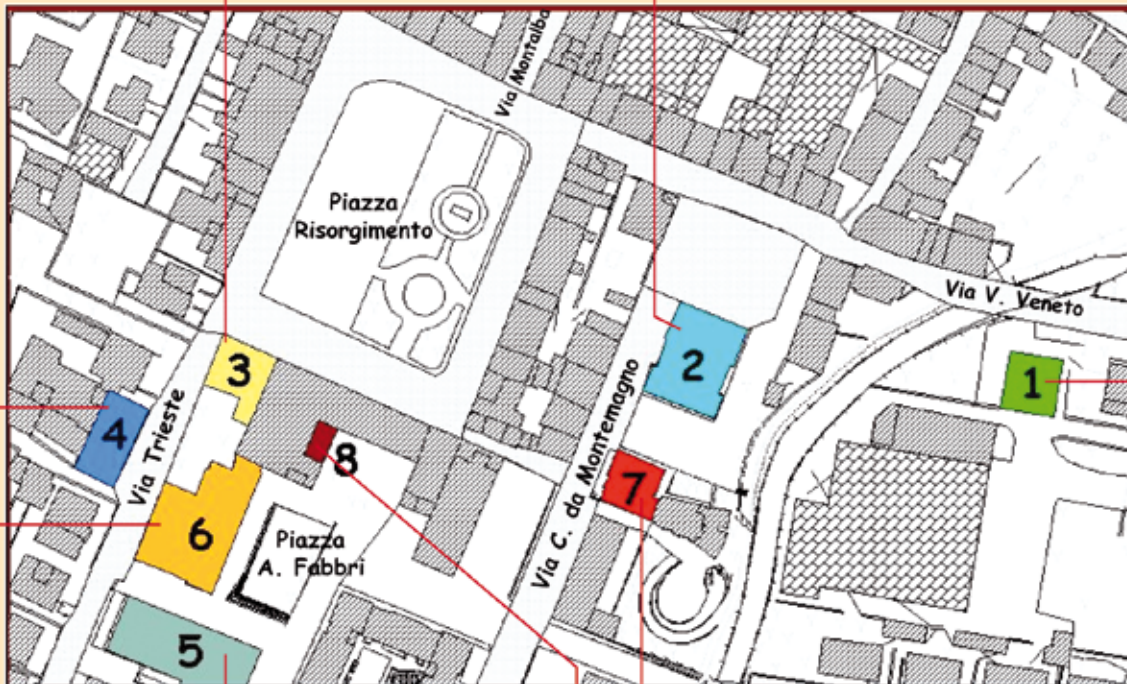 Via Montalba
Piazza
Risorgimento
Via V. Veneto
3
2
1
Via C. da Montemagno
4
Via Trieste
8
7
6
Piazza
A. Fabbri
5